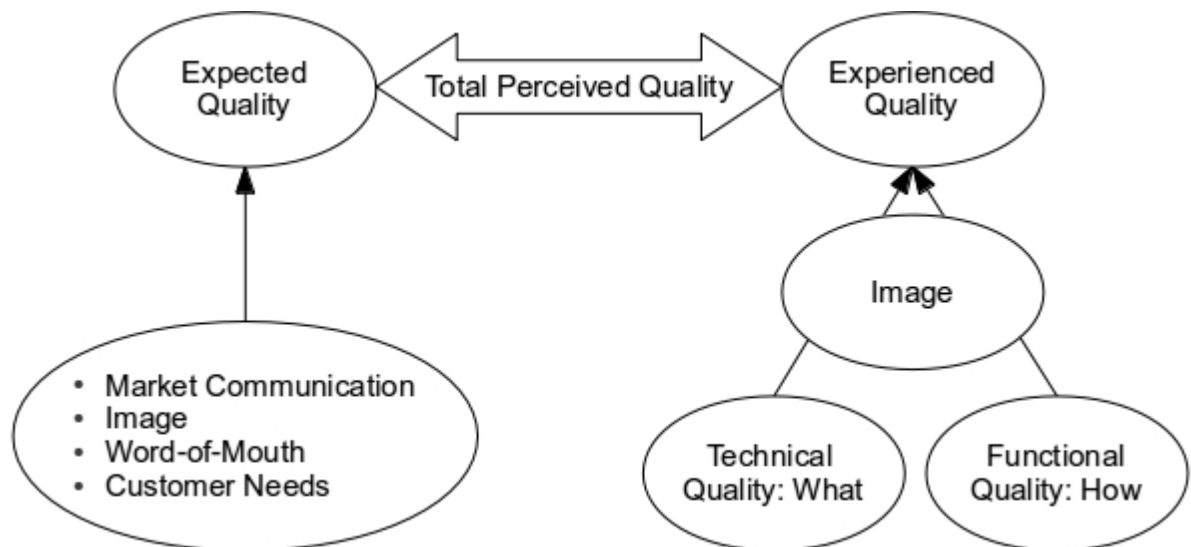 Expected
Quality
Total Perceived Quality
Experienced
Quality
Image
• Market Communication
• Image
• Word-of-Mouth
• Customer Needs
Technical
Quality: What
Functional
Quality: How